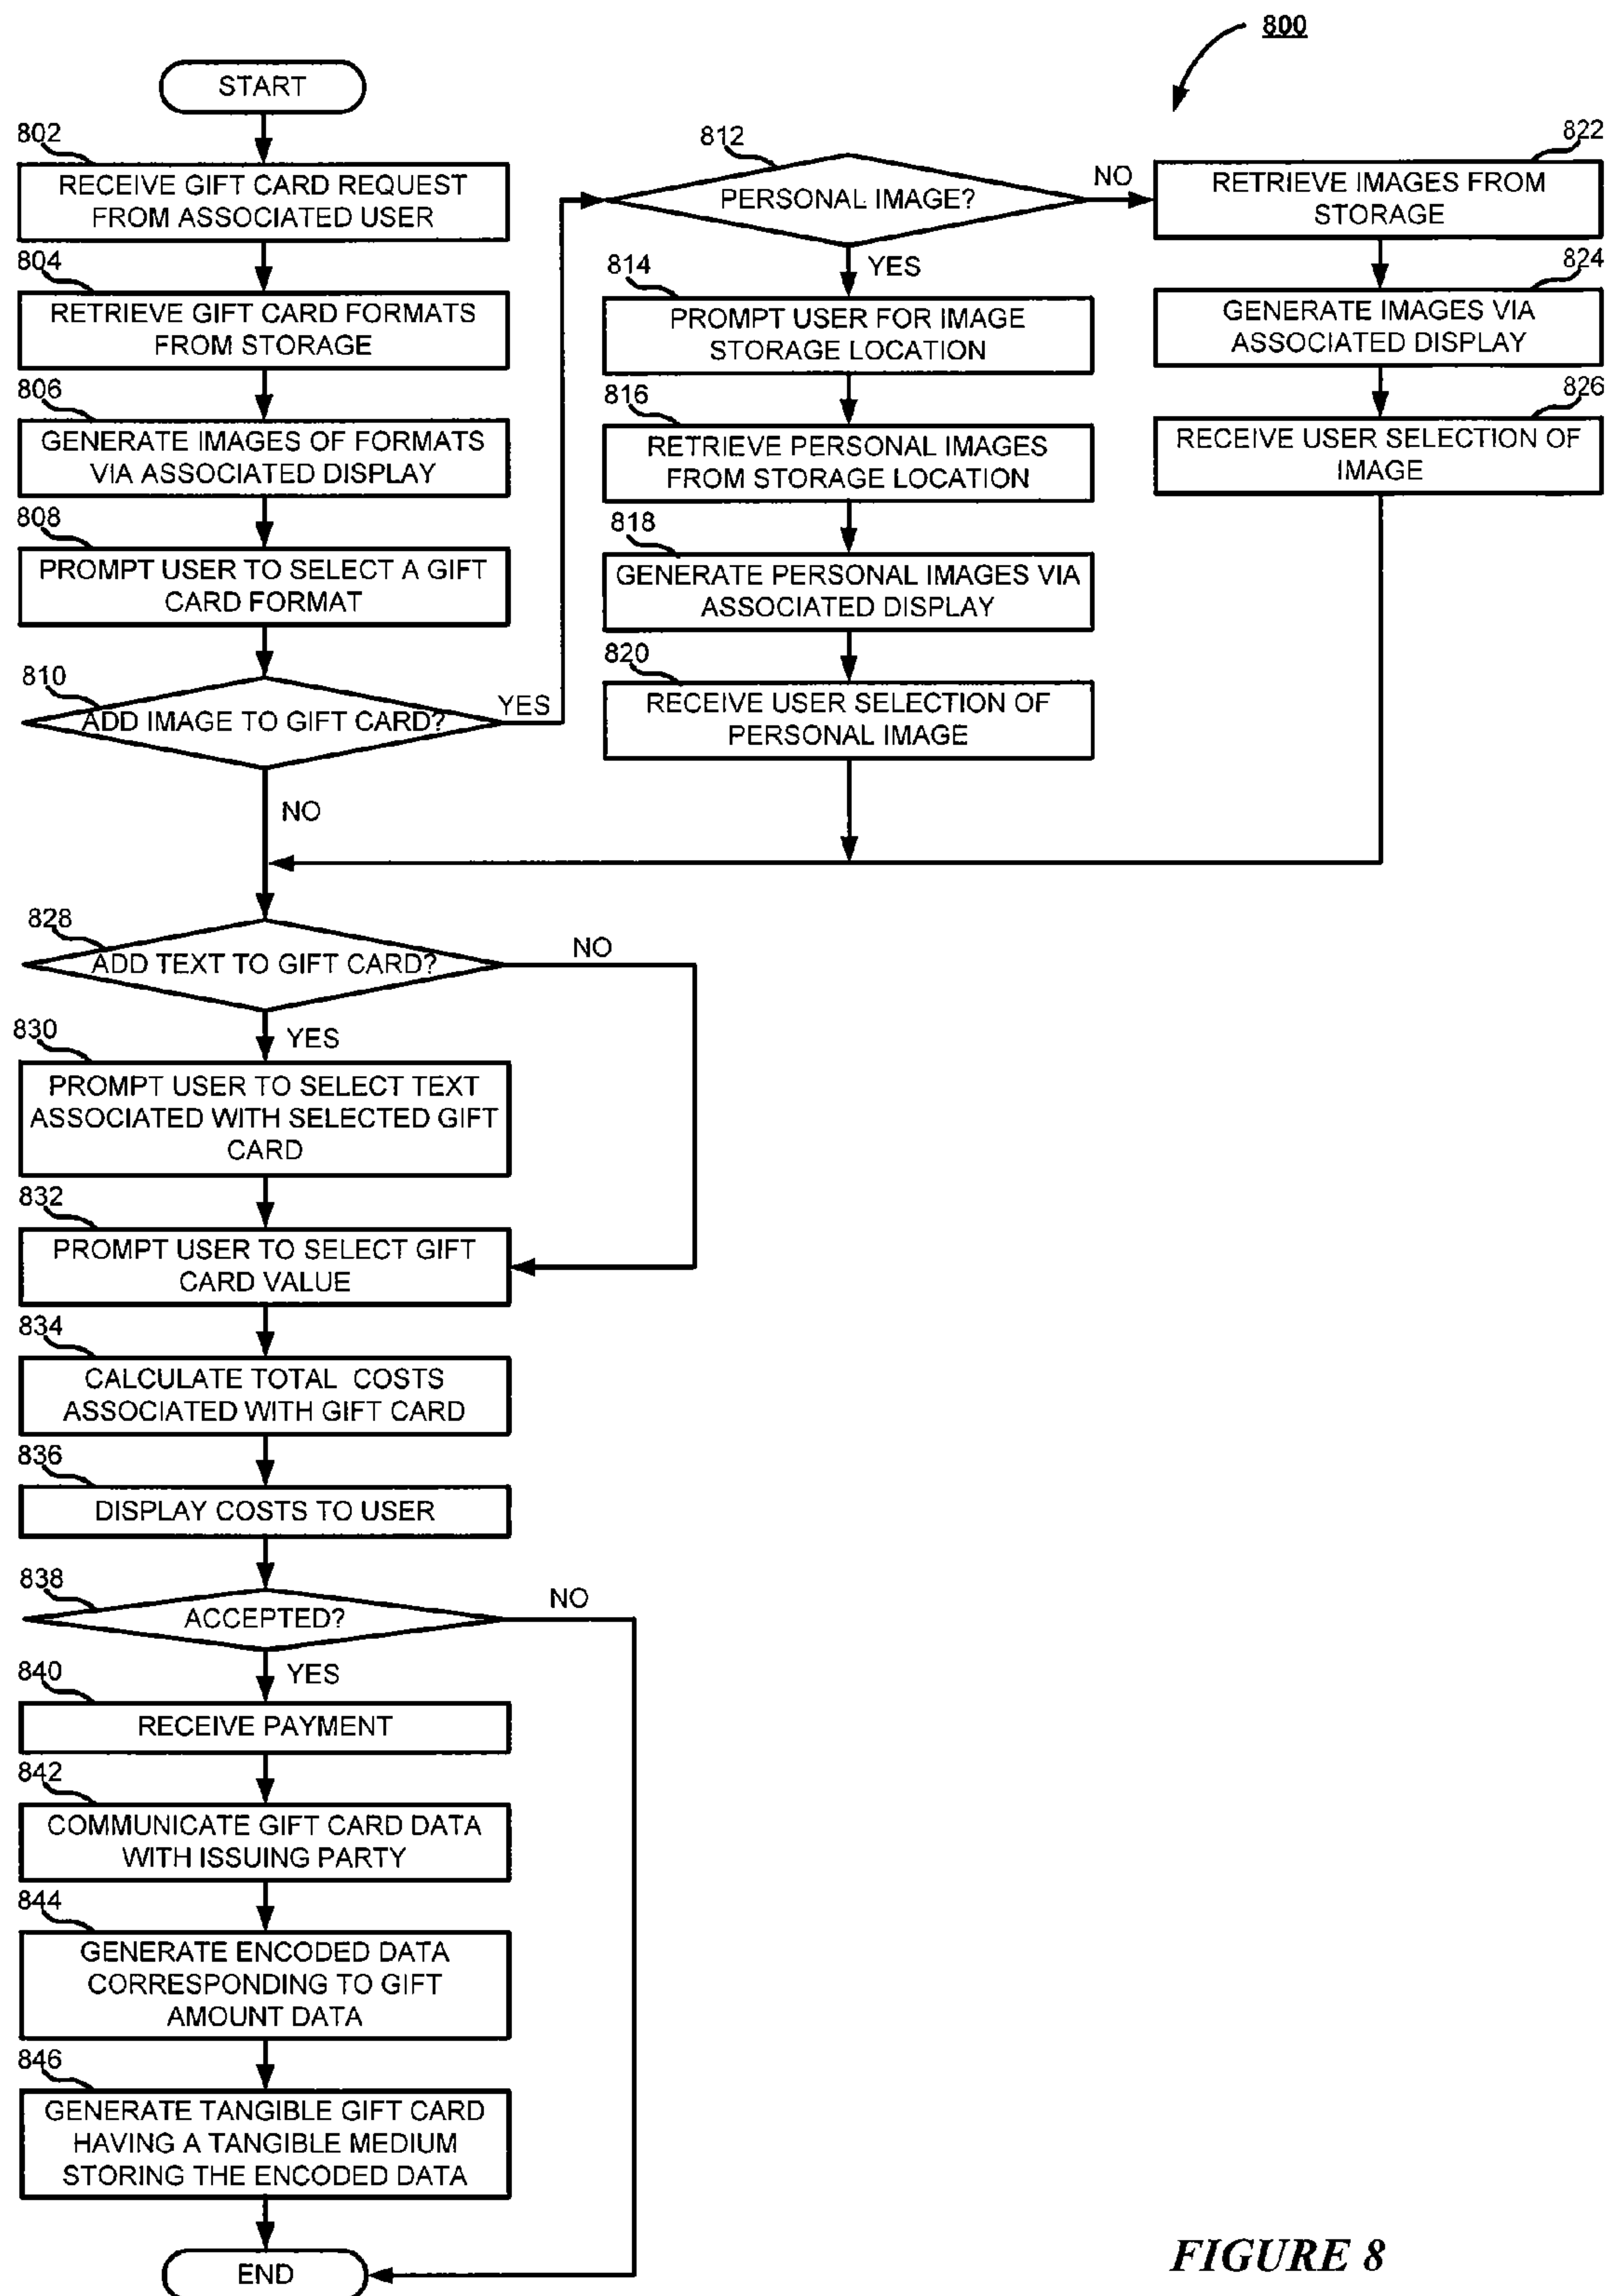 800
START
802
RECEIVE GIFT CARD REQUEST
FROM ASSOCIATED USER
804
RETRIEVE GIFT CARD FORMATS
FROM STORAGE
806
GENERATE IMAGES OF FORMATS
VIA ASSOCIATED DISPLAY
808
PROMPT USER TO SELECT A GIFT
CARD FORMAT
810
ADD IMAGE TO GIFT CARD?
YES
NO
812
PERSONAL IMAGE?
NO
YES
814
PROMPT USER FOR IMAGE
STORAGE LOCATION
816
RETRIEVE PERSONAL IMAGES
FROM STORAGE LOCATION
818
GENERATE PERSONAL IMAGES VIA
ASSOCIATED DISPLAY
820
RECEIVE USER SELECTION OF
PERSONAL IMAGE
822
RETRIEVE IMAGES FROM
STORAGE
824
GENERATE IMAGES VIA
ASSOCIATED DISPLAY
826
RECEIVE USER SELECTION OF
IMAGE
828
ADD TEXT TO GIFT CARD?
NO
YES
830
PROMPT USER TO SELECT TEXT
ASSOCIATED WITH SELECTED GIFT
CARD
832
PROMPT USER TO SELECT GIFT
CARD VALUE
834
CALCULATE TOTAL COSTS
ASSOCIATED WITH GIFT CARD
836
DISPLAY COSTS TO USER
838
ACCEPTED?
NO
YES
840
RECEIVE PAYMENT
842
COMMUNICATE GIFT CARD DATA
WITH ISSUING PARTY
844
GENERATE ENCODED DATA
CORRESPONDING TO GIFT
AMOUNT DATA
846
GENERATE TANGIBLE GIFT CARD
HAVING A TANGIBLE MEDIUM
STORING THE ENCODED DATA
END
FIGURE 8